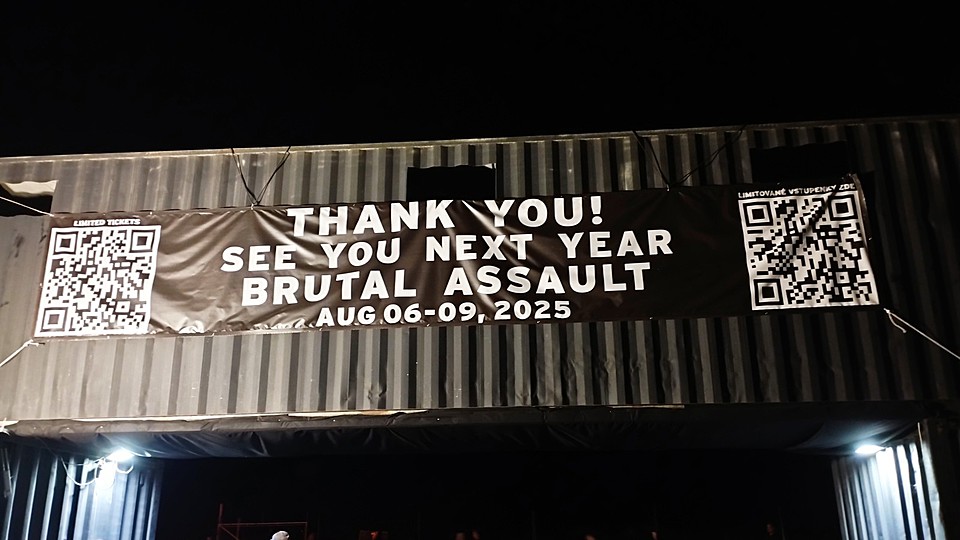 LIMITED TICKETS
THANK YOU!
SEE YOU NEXT YEAR
BRUTAL ASSAULT
AUG 06-09, 2025
LIMITOVANÉ VSTUPENKY ZDE